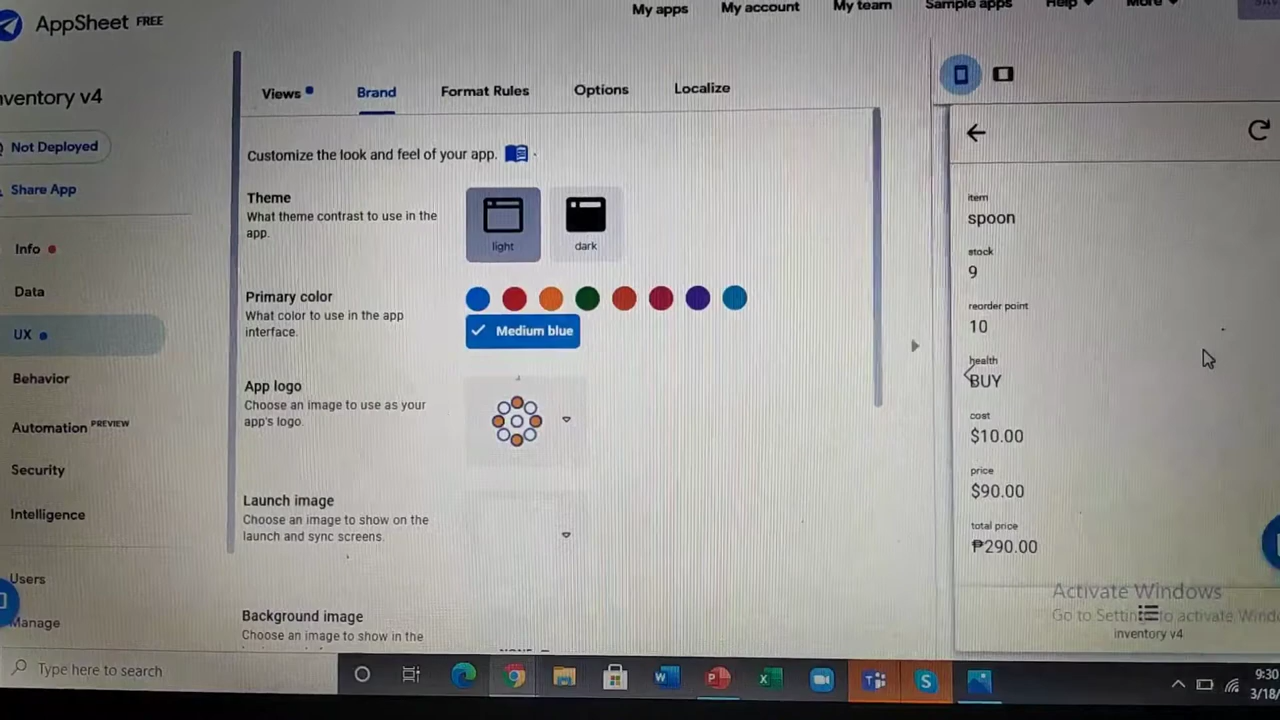 AppSheet FREE
My apps My account My team Sample apps Help More
nventory v4
Not Deployed
Share App
Info
Data
UX
Behavior
Automation PREVIEW
Security
Intelligence
Users
Manage
Views Brand Format Rules Options Localize
Customize the look and feel of your app.
Theme
What theme contrast to use in the
app.
light dark
Primary color
What color to use in the app
interface.
Medium blue
App logo
Choose an image to use as your
app's logo.
Launch image
Choose an image to show on the
launch and sync screens.
Background image
Choose an image to show in the
item
spoon
stock
9
reorder point
10
health
BUY
cost
$10.00
price
$90.00
total price
₱290.00
Activate Windows
Go to Settings to activate Wind
inventory v4
Type here to search
9:30
3/18/